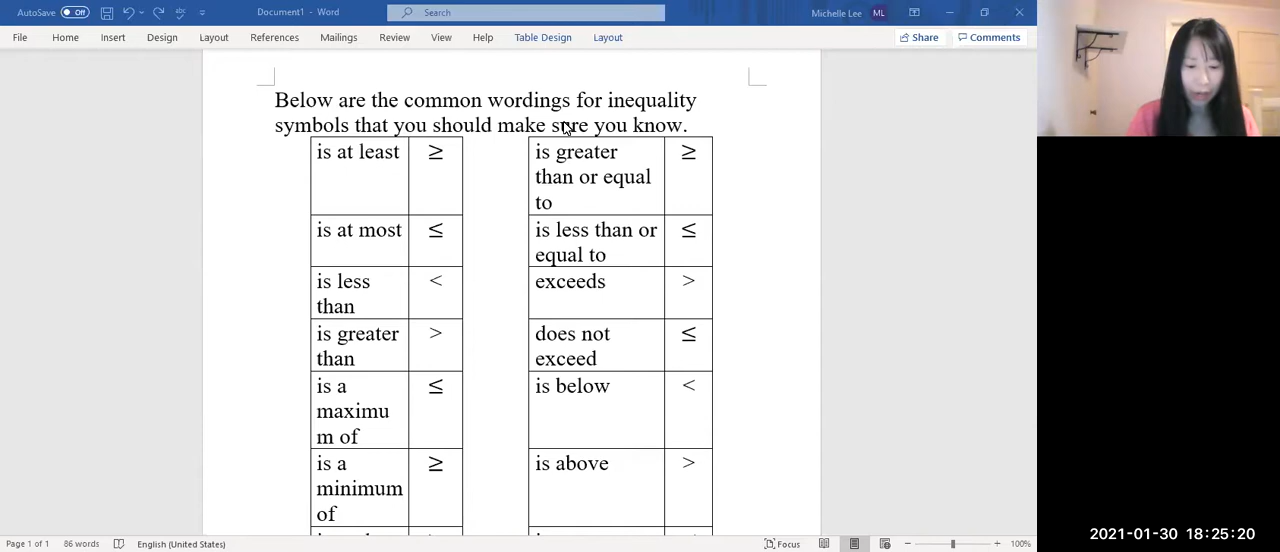 AutoSave Off Document1 - Word Search Michelle Lee ML
File Home Insert Design Layout References Mailings Review View Help Table Design Layout Share Comments
Below are the common wordings for inequality
symbols that you should make sure you know.
is at least ≥
is greater
than or equal
to ≥
is at most ≤
is less than or
equal to ≤
is less
than <
exceeds >
is greater
than >
does not
exceed ≤
is a
maximu
m of ≤
is below <
is a
minimum
of ≥
is above >
Page 1 of 1 86 words English (United States) Focus 100%
2021-01-30 18:25:20